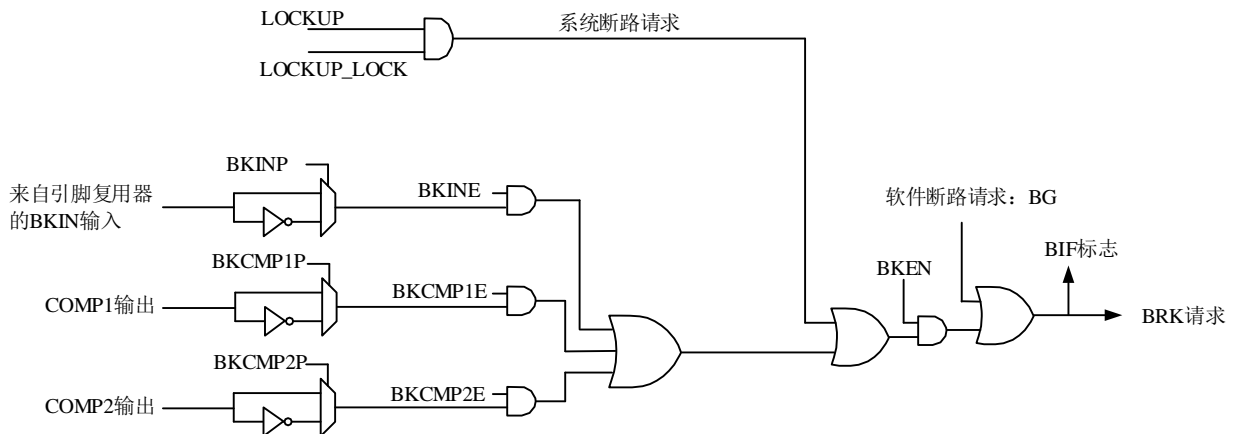 LOCKUP
系统断路请求
LOCKUP_LOCK
BKINP
来自引脚复用器
的BKIN输入
BKINE
软件断路请求：BG
BIF标志
BKCMP1P
BKEN
COMP1输出
BKCMP1E
BRK请求
BKCMP2P
COMP2输出
BKCMP2E